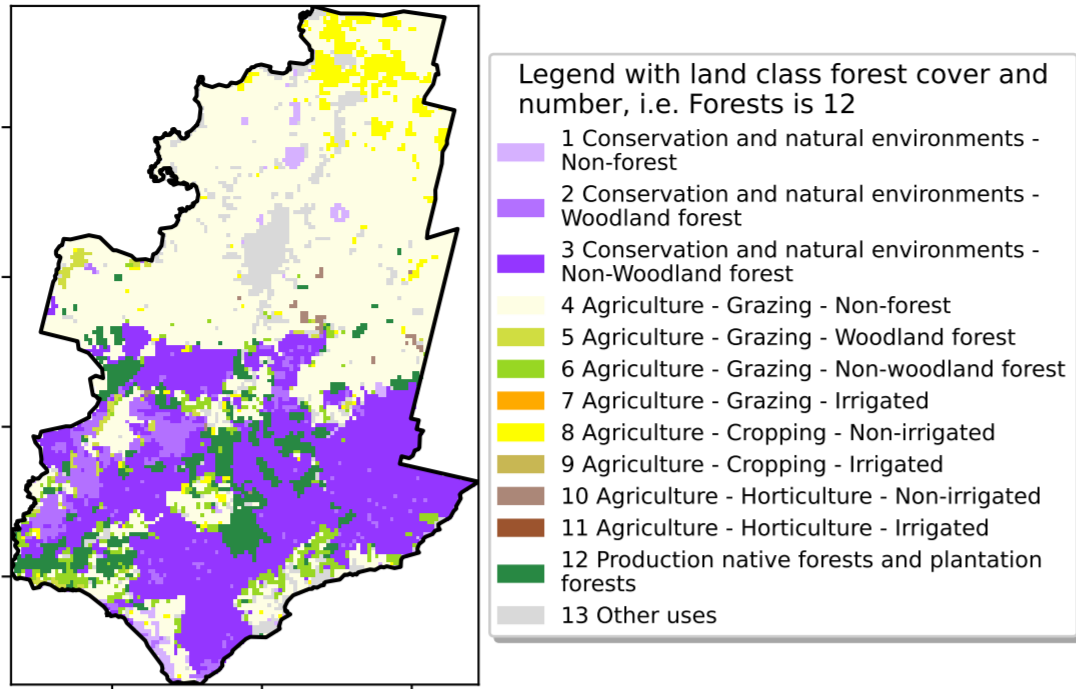 Legend with land class forest cover and
number, i.e. Forests is 12
1 Conservation and natural environments -
Non-forest
2 Conservation and natural environments -
Woodland forest
3 Conservation and natural environments -
Non-Woodland forest
4 Agriculture - Grazing - Non-forest
5 Agriculture - Grazing - Woodland forest
6 Agriculture - Grazing - Non-woodland forest
7 Agriculture - Grazing - Irrigated
8 Agriculture - Cropping - Non-irrigated
9 Agriculture - Cropping - Irrigated
10 Agriculture - Horticulture - Non-irrigated
11 Agriculture - Horticulture - Irrigated
12 Production native forests and plantation
forests
13 Other uses